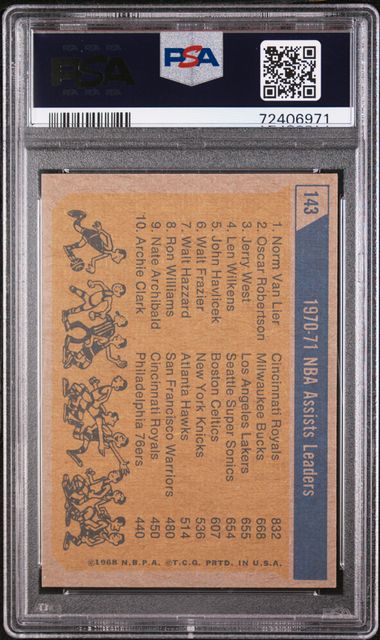 PSA
PSA
72406971
143
1970-71 NBA Assists Leaders
1. Norm Van Lier Cincinnati Royals 832
2. Oscar Robertson Milwaukee Bucks 668
3. Jerry West Los Angeles Lakers 655
4. Len Wilkens Seattle Super Sonics 654
5. John Havlicek Boston Celtics 607
6. Walt Frazier New York Knicks 536
7. Walt Hazzard Atlanta Hawks 514
8. Ron Williams San Francisco Warriors 480
9. Nate Archibald Cincinnati Royals 450
10. Archie Clark Philadelphia 76ers 440
©1968 N.B.P.A. ©T.C.G. PRTD. IN U.S.A.